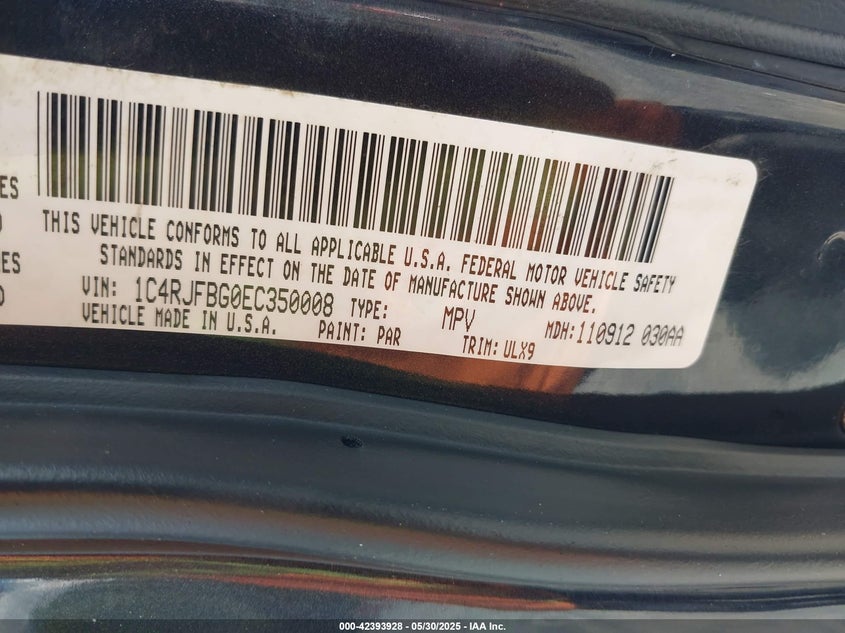 ES
THIS VEHICLE CONFORMS TO ALL APPLICABLE U.S.A. FEDERAL MOTOR VEHICLE SAFETY
STANDARDS IN EFFECT ON THE DATE OF MANUFACTURE SHOWN ABOVE.
ES
VIN: 1C4RJFBG0EC350008 TYPE: MPV MDH:110912 030AA
VEHICLE MADE IN U.S.A. PAINT: PAR TRIM: ULX9
000-42393928 - 05/30/2025 - IAA Inc.